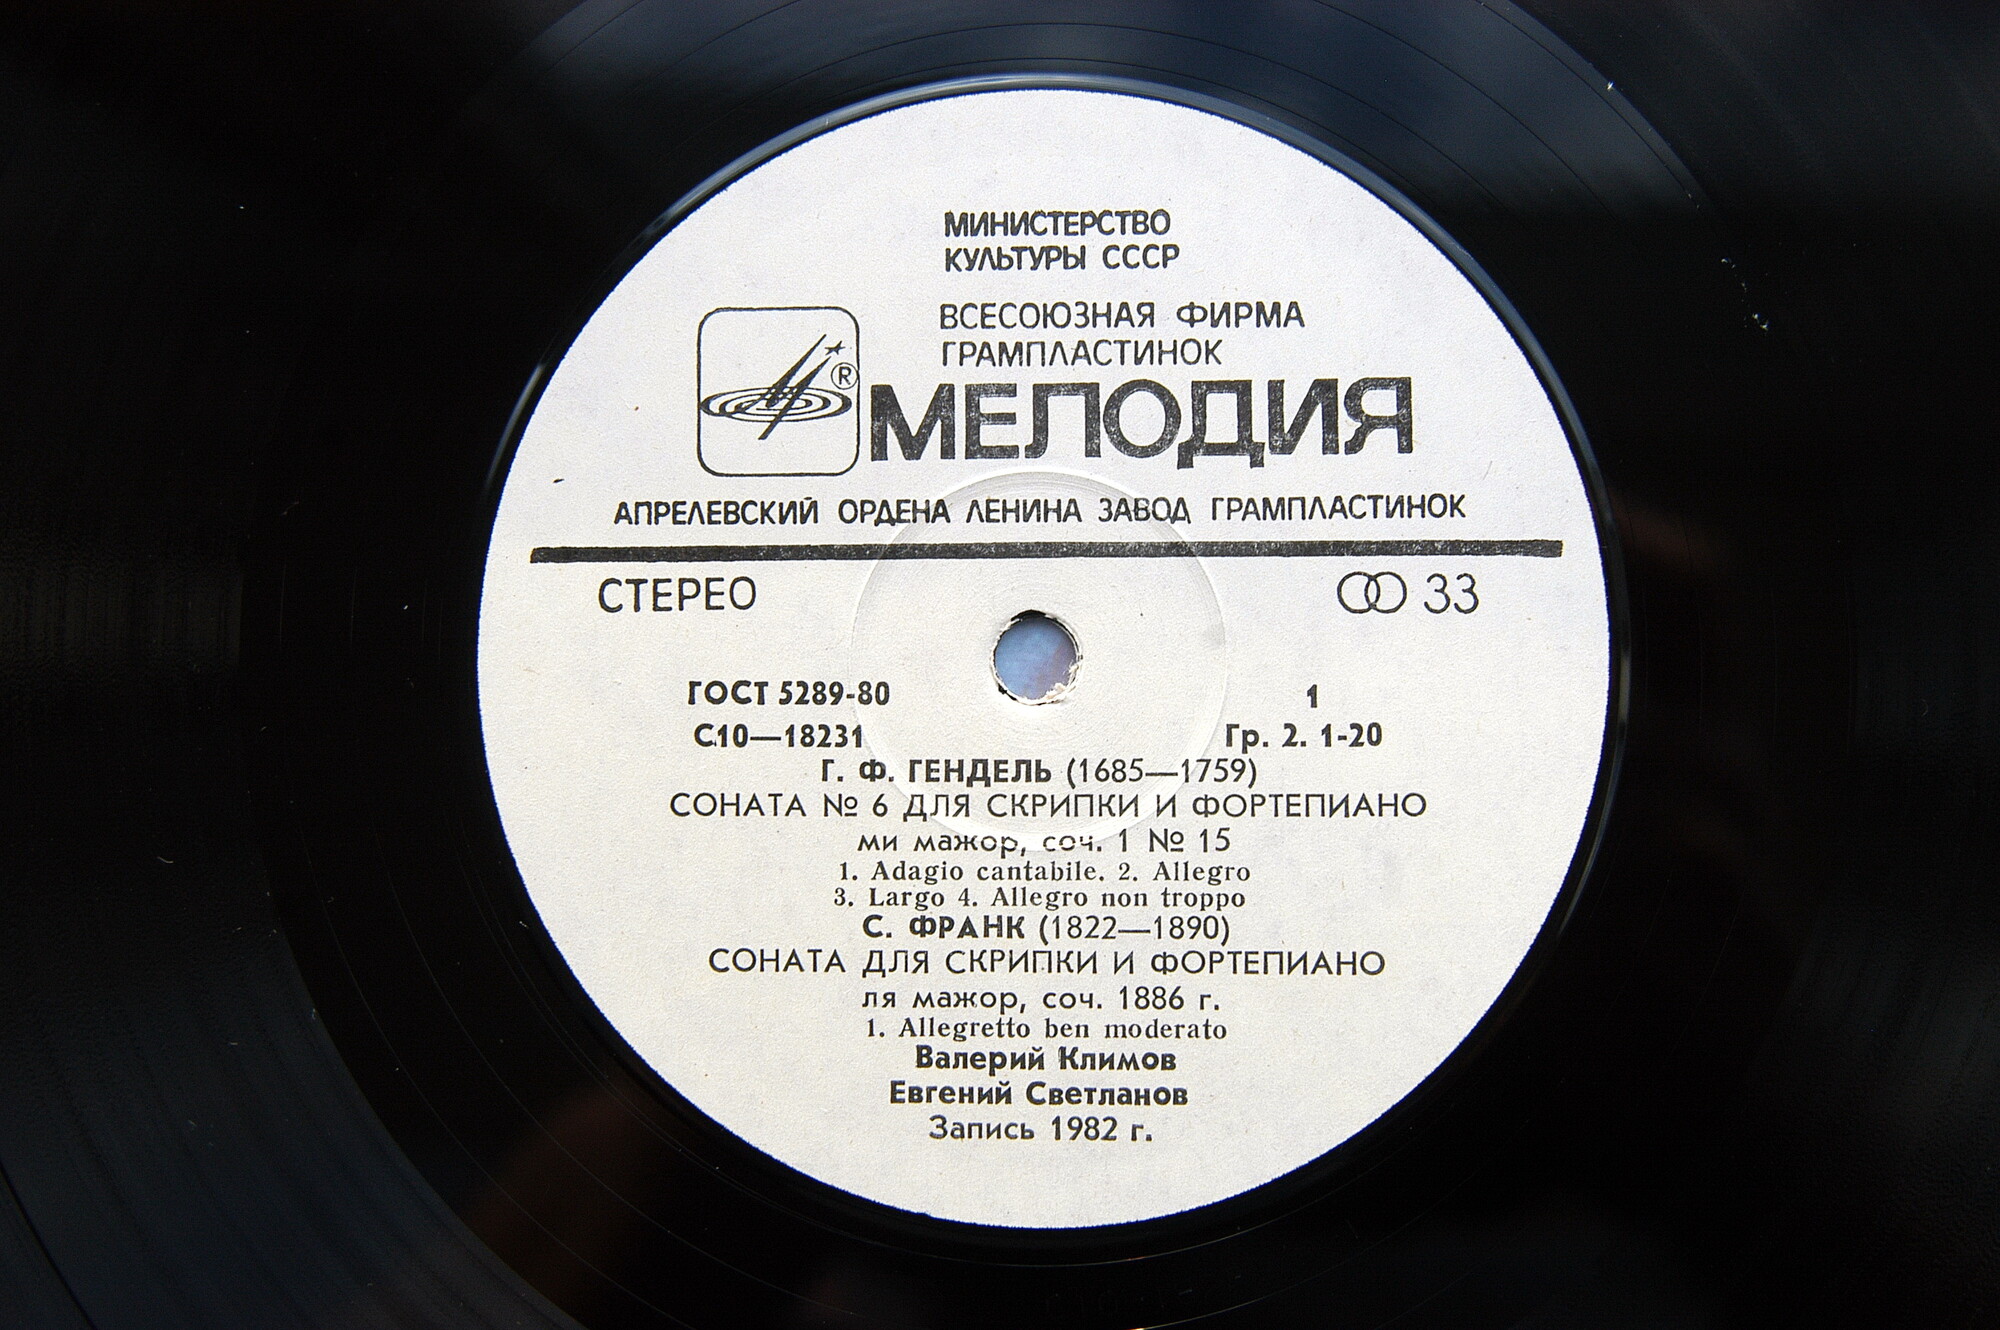 МИНИСТЕРСТВО
КУЛЬТУРЫ СССР
ВСЕСОЮЗНАЯ ФИРМА
ГРАМПЛАСТИНОК
®
МЕЛОДИЯ
АПРЕЛЕВСКИЙ ОРДЕНА ЛЕНИНА ЗАВОД ГРАМПЛАСТИНОК
СТЕРЕО 33
ГОСТ 5289-80 1
С10—18231 Гр. 2. 1-20
Г. Ф. ГЕНДЕЛЬ (1685—1759)
СОНАТА № 6 ДЛЯ СКРИПКИ И ФОРТЕПИАНО
ми мажор, соч. 1 № 15
1. Adagio cantabile. 2. Allegro
3. Largo 4. Allegro non troppo
С. ФРАНК (1822—1890)
СОНАТА ДЛЯ СКРИПКИ И ФОРТЕПИАНО
ля мажор, соч. 1886 г.
1. Allegretto ben moderato
Валерий Климов
Евгений Светланов
Запись 1982 г.